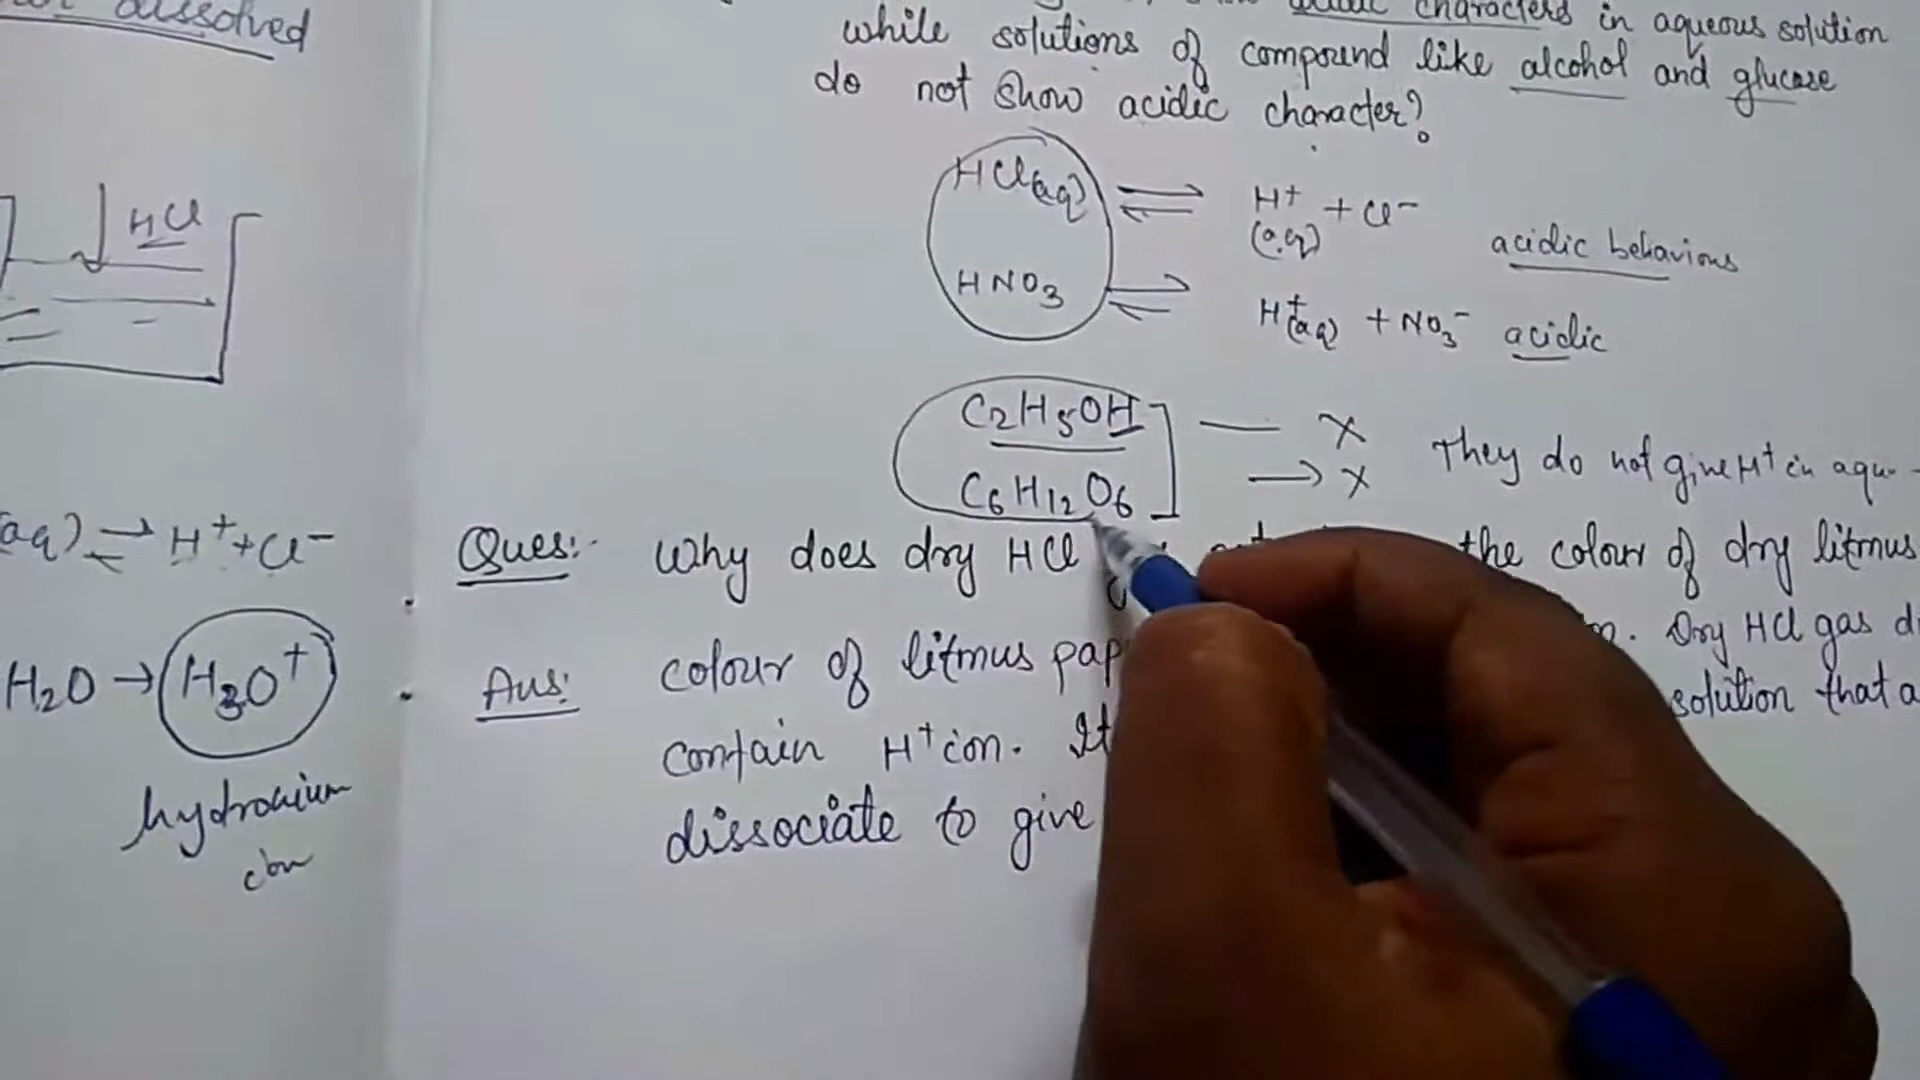 dissolved
HCl
(aq) ⇌ H⁺ + Cl⁻
H₂O → H₃O⁺
hydronium
ion
characters in aqueous solution
while solutions of compound like alcohol and glucose
do not show acidic character?
HCl(aq) ⇌ H⁺(aq) + Cl⁻ acidic behavious
HNO₃ ⇌ H⁺(aq) + NO₃⁻ acidic
C₂H₅OH — X
C₆H₁₂O₆ → X They do not give H⁺ in aqu-
Ques:- Why does dry HCl the colour of dry litmus
Ans: colour of litmus pap Dry HCl gas d
contain H⁺ ion. It solution that a
dissociate to give